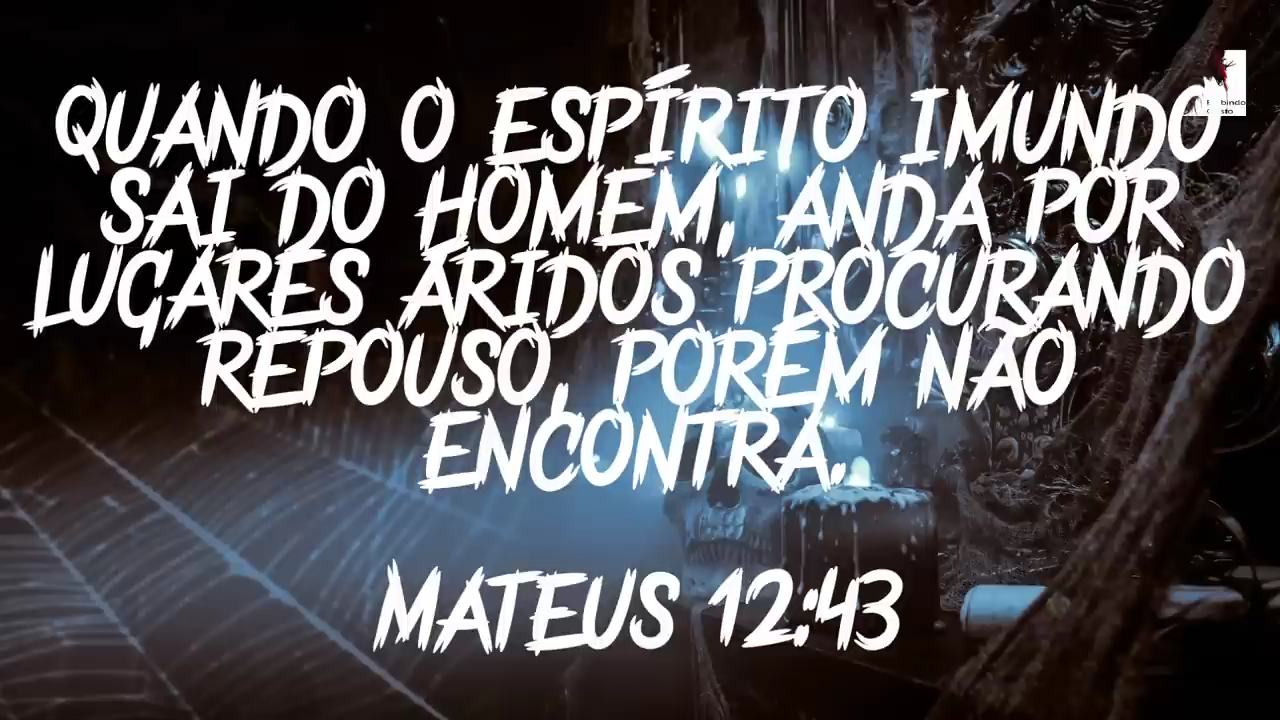 QUANDO O ESPÍRITO IMUNDO
SAI DO HOMEM, ANDA POR
LUGARES ÁRIDOS PROCURANDO
REPOUSO, PORÉM NÃO
ENCONTRA.
MATEUS 12:43